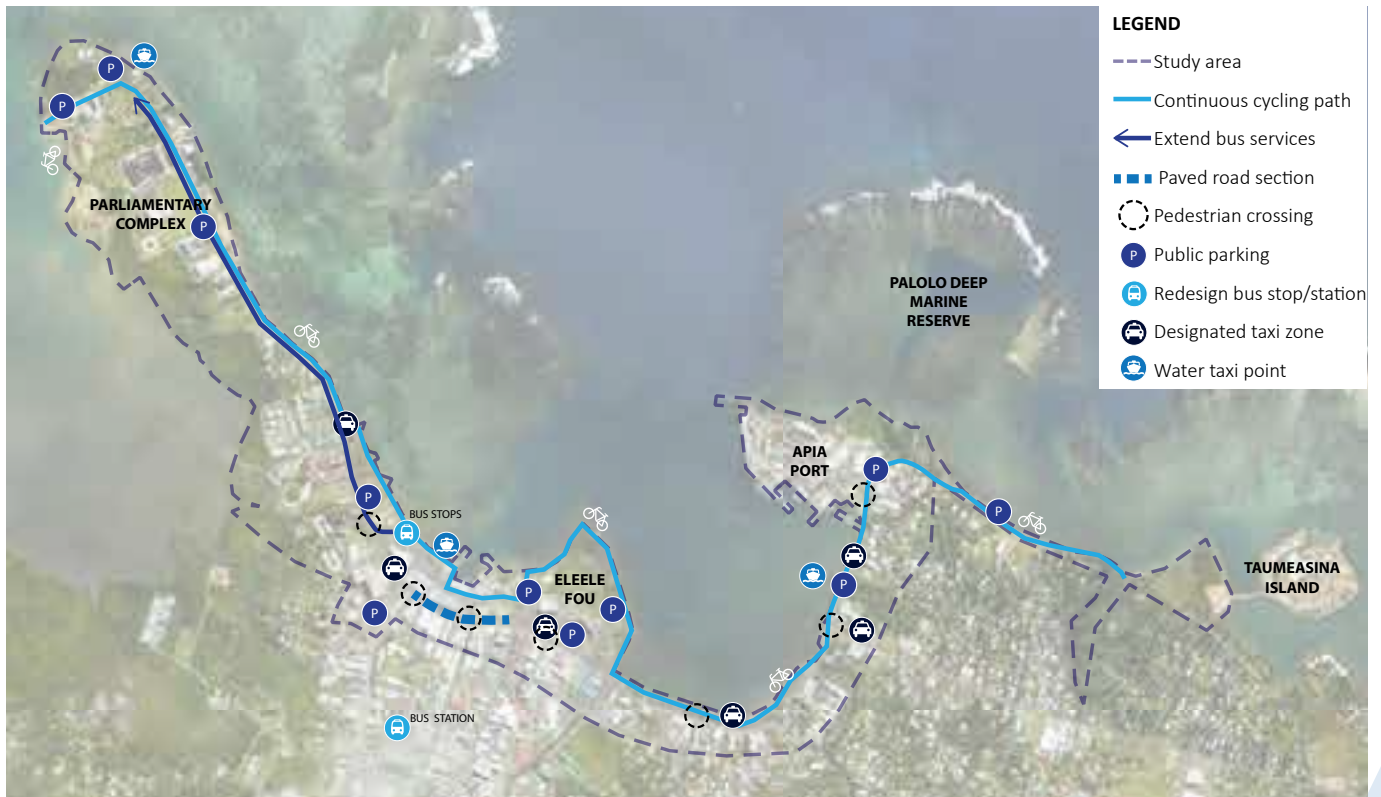 LEGEND
Study area
Continuous cycling path
Extend bus services
Paved road section
Pedestrian crossing
P Public parking
Redesign bus stop/station
Designated taxi zone
Water taxi point
P
P
PARLIAMENTARY
COMPLEX
P
PALOLO DEEP
MARINE
RESERVE
APIA
PORT
P
P
P
BUS STOPS
ELEELE
FOU
TAUMEASINA
ISLAND
P
P
P
P
P
BUS STATION